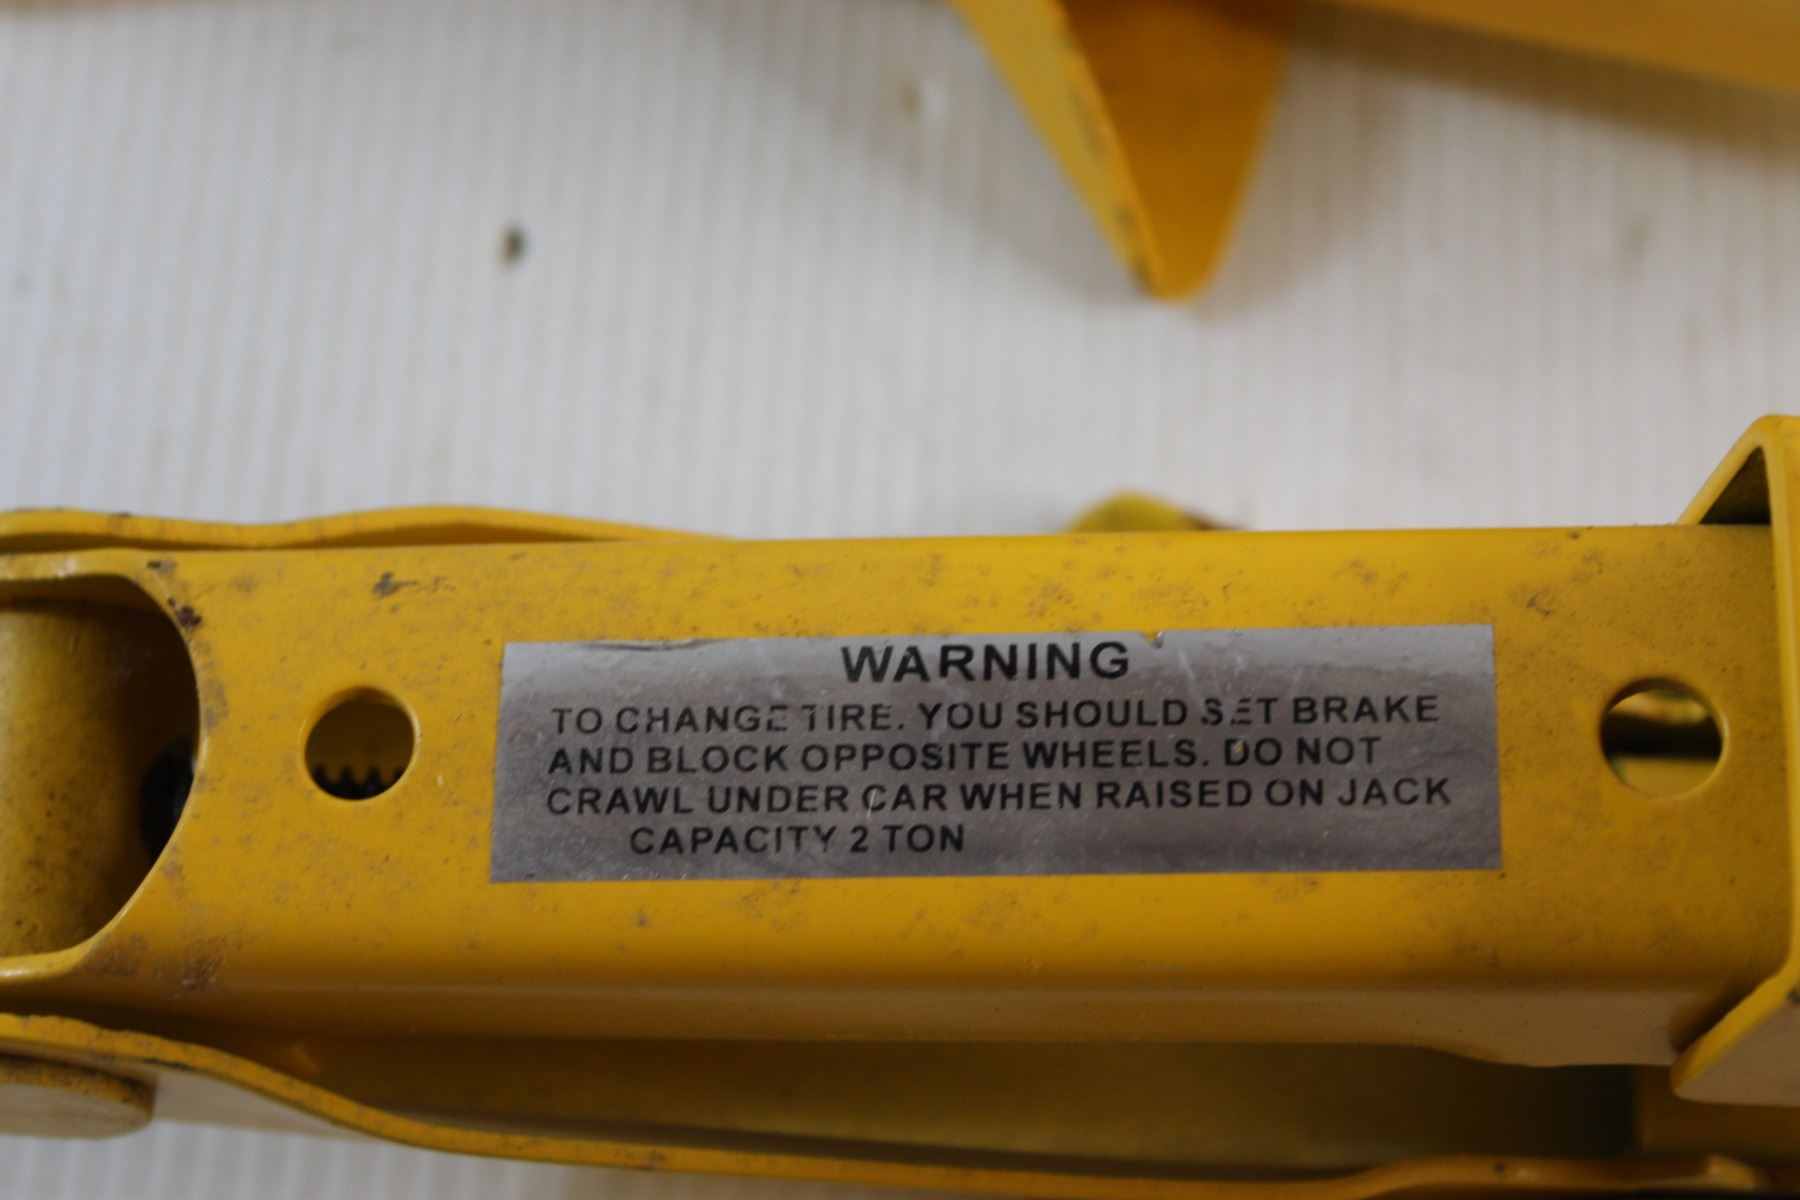 WARNING
TO CHANGE TIRE. YOU SHOULD SET BRAKE
AND BLOCK OPPOSITE WHEELS. DO NOT
CRAWL UNDER CAR WHEN RAISED ON JACK
CAPACITY 2 TON